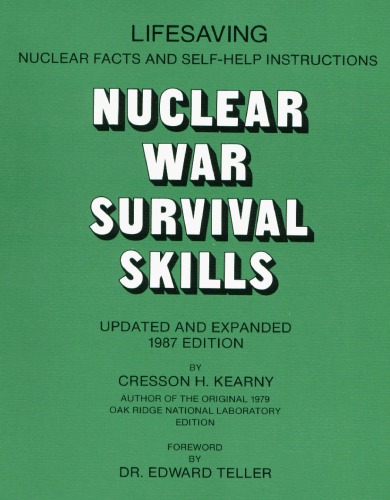 LIFESAVING
NUCLEAR FACTS AND SELF-HELP INSTRUCTIONS
NUCLEAR
WAR
SURVIVAL
SKILLS
UPDATED AND EXPANDED
1987 EDITION
BY
CRESSON H. KEARNY
AUTHOR OF THE ORIGINAL 1979
OAK RIDGE NATIONAL LABORATORY
EDITION
FOREWORD
BY
DR. EDWARD TELLER